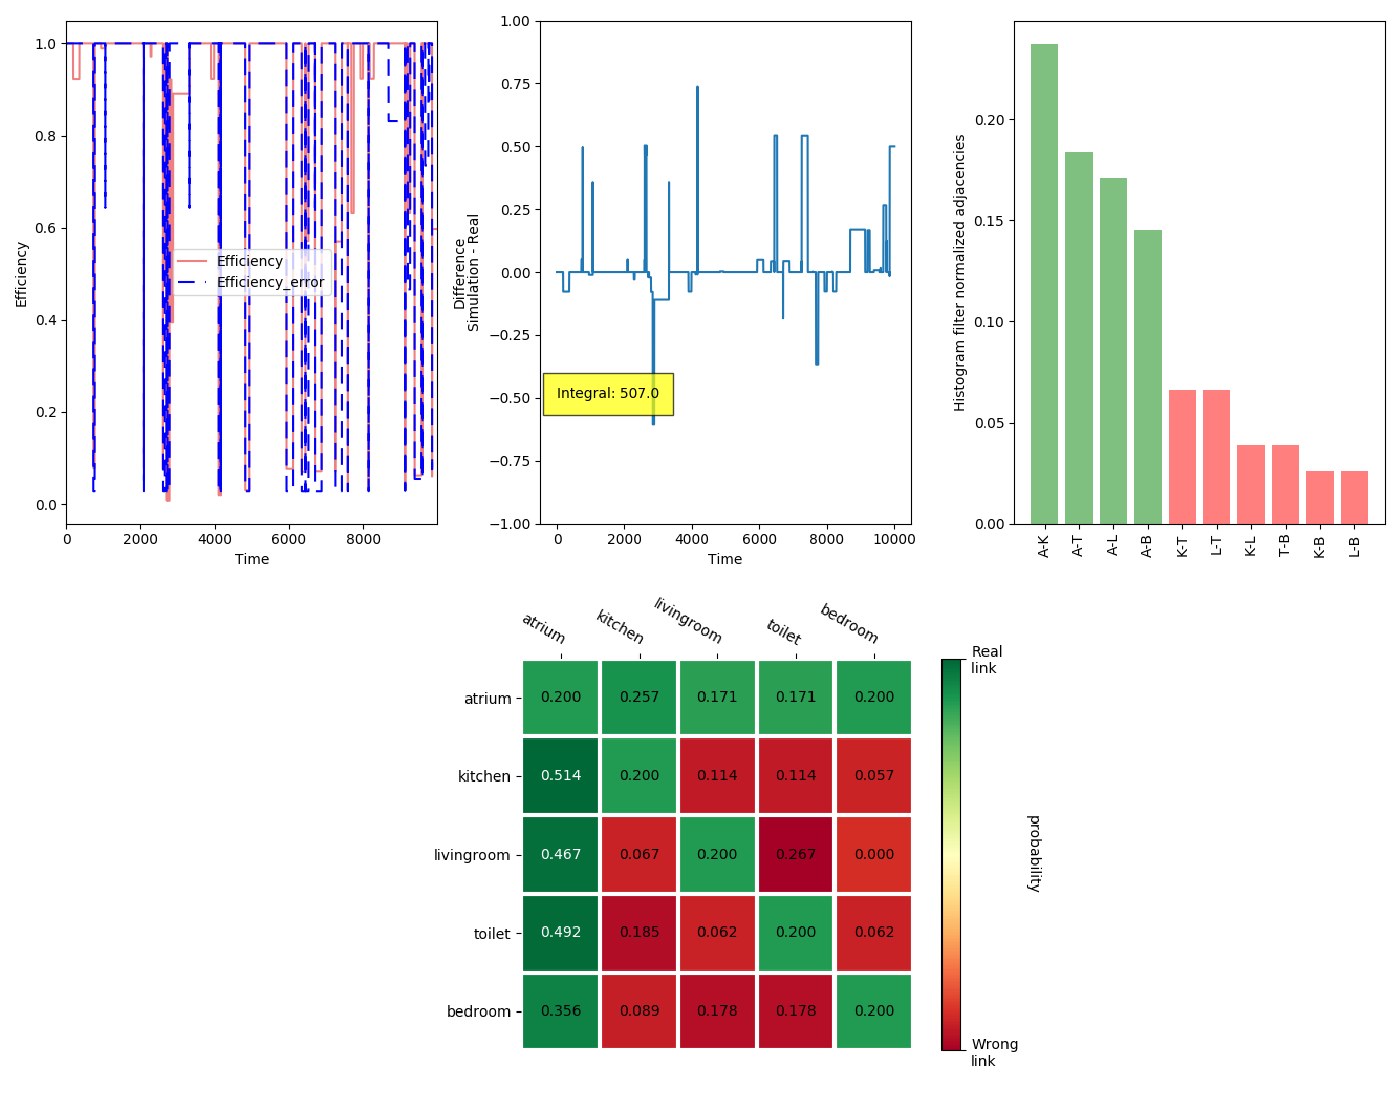 1.0
0.8
0.6
0.4
0.2
0.0
Efficiency
0
2000
4000
6000
8000
Time
Efficiency
Efficiency_error
1.00
0.75
0.50
0.25
0.00
−0.25
−0.50
−0.75
−1.00
Difference
Simulation - Real
Integral: 507.0
0
2000
4000
6000
8000
10000
Time
0.20
0.15
0.10
0.05
0.00
Histogram filter normalized adjacencies
A-K
A-T
A-L
A-B
K-T
L-T
K-L
T-B
K-B
L-B
atrium
kitchen
livingroom
toilet
bedroom
atrium 0.200 0.257 0.171 0.171 0.200
kitchen 0.514 0.200 0.114 0.114 0.057
livingroom 0.467 0.067 0.200 0.267 0.000
toilet 0.492 0.185 0.062 0.200 0.062
bedroom 0.356 0.089 0.178 0.178 0.200
Real
link
probability
Wrong
link